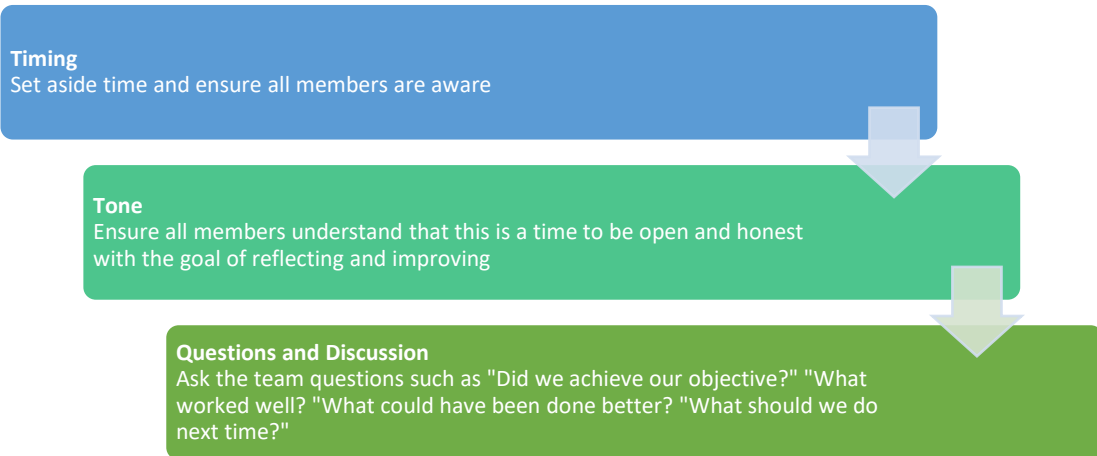 Timing
Set aside time and ensure all members are aware
Tone
Ensure all members understand that this is a time to be open and honest
with the goal of reflecting and improving
Questions and Discussion
Ask the team questions such as "Did we achieve our objective?" "What
worked well? "What could have been done better? "What should we do
next time?"